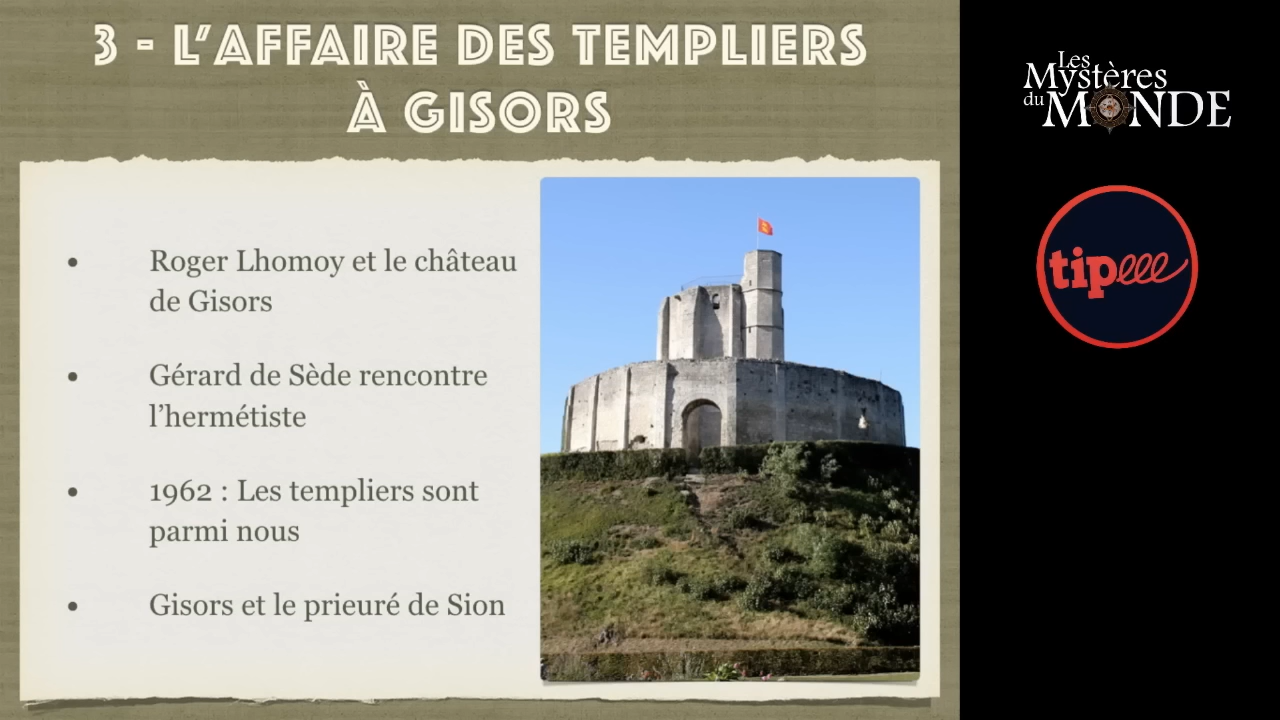 3 - L’AFFAIRE DES TEMPLIERS
À GISORS
• Roger Lhomoy et le château
de Gisors
• Gérard de Sède rencontre
l’hermétiste
• 1962 : Les templiers sont
parmi nous
• Gisors et le prieuré de Sion
Les
Mystères
du MONDE
tipeee